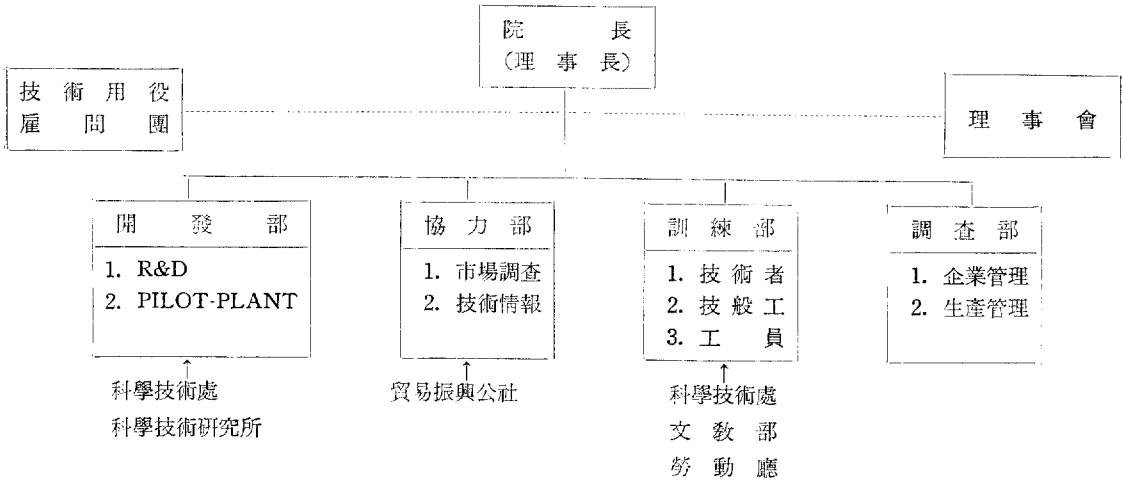 院長
(理事長)
技術用役
雇問團
理事會
開發部
1. R&D
2. PILOT-PLANT
協力部
1. 市場調査
2. 技術情報
訓練部
1. 技術者
2. 技般工
3. 工員
調査部
1. 企業管理
2. 生產管理
科學技術處
科學技術硏究所
貿易振興公社
科學技術處
文敎部
勞動廳